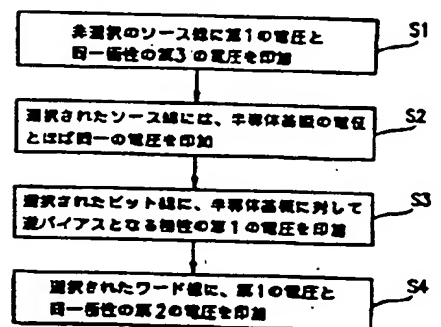 非選択のソース線に第1の電圧と
同一極性の第3の電圧を印加
S1
選択されたソース線には、半導体基板の電位
とほぼ同一の電圧を印加
S2
選択されたビット線に、半導体基板に対して
逆バイアスとなる極性の第1の電圧を印加
S3
選択されたワード線に、第1の電圧と
同一極性の第2の電圧を印加
S4